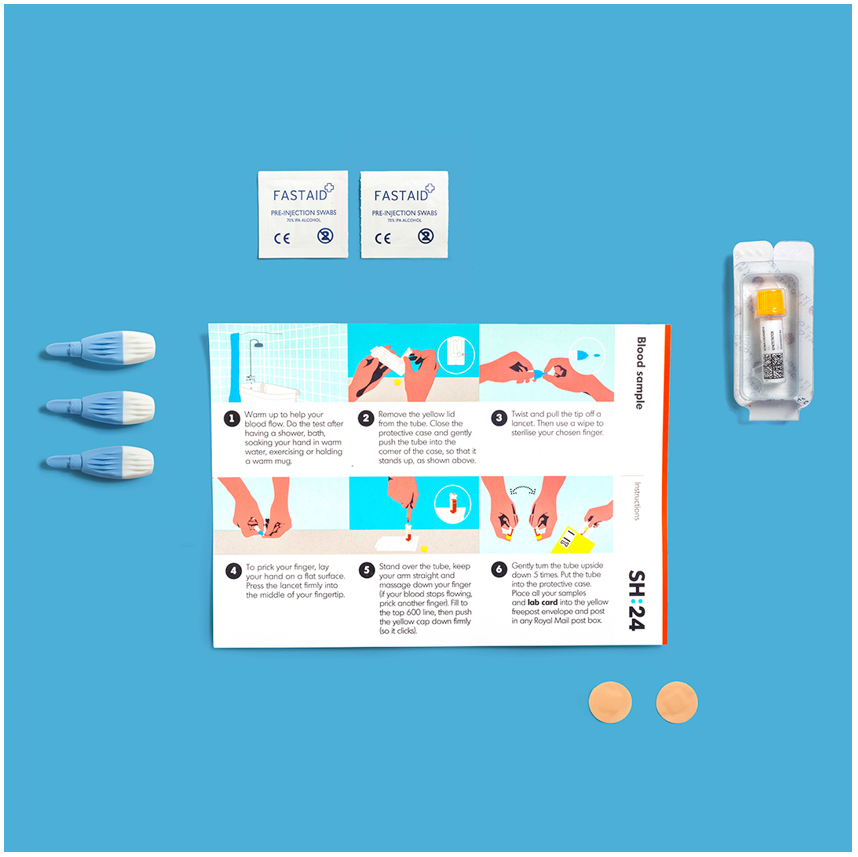 FASTAID
PRE-INJECTION SWABS
70% IPA ALCOHOL
CE
2
FASTAID
PRE-INJECTION SWABS
70% IPA ALCOHOL
CE
2
Blood sample
Instructions
SH:24
1 Warm up to help your
blood flow. Do the test after
having a shower, bath,
soaking your hand in warm
water, exercising or holding
a warm mug.
2 Remove the yellow lid
from the tube. Close the
protective case and gently
push the tube into the
corner of the case, so that it
stands up, as shown above.
3 Twist and pull the tip off a
lancet. Then use a wipe to
sterilise your chosen finger.
4 To prick your finger, lay
your hand on a flat surface.
Press the lancet firmly into
the middle of your fingertip.
5 Stand over the tube, keep
your arm straight and
massage down your finger
(if your blood stops flowing,
prick another finger). Fill to
the top 600 line, then push
the yellow cap down firmly
(so it clicks).
6 Gently turn the tube upside
down 5 times. Put the tube
into the protective case.
Place all your samples
and lab card into the yellow
freepost envelope and post
in any Royal Mail post box.